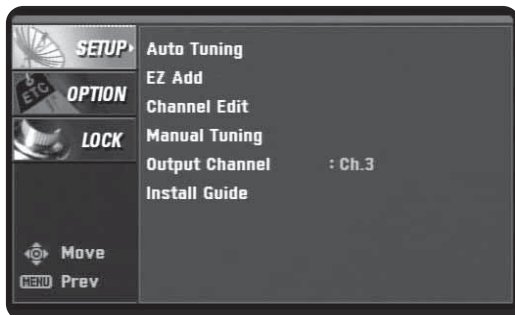 SETUP
ETC OPTION
LOCK
Auto Tuning
EZ Add
Channel Edit
Manual Tuning
Output Channel : Ch.3
Install Guide
Move
MENU Prev